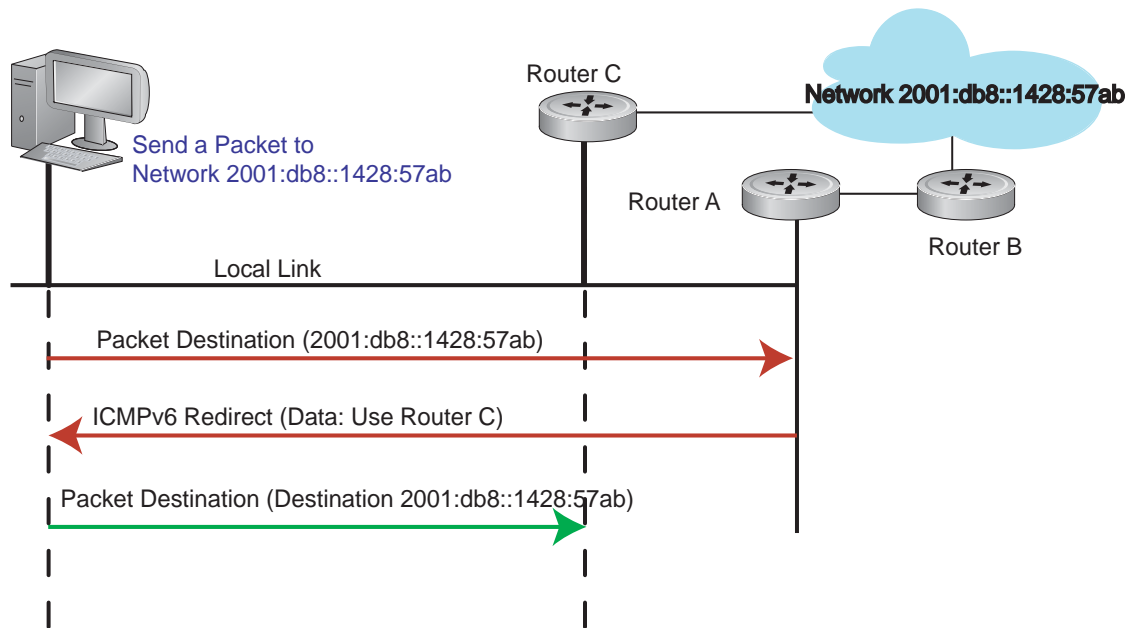 Router C
Network 2001:db8::1428:57ab
Send a Packet to
Network 2001:db8::1428:57ab
Router A
Router B
Local Link
Packet Destination (2001:db8::1428:57ab)
ICMPv6 Redirect (Data: Use Router C)
Packet Destination (Destination 2001:db8::1428:57ab)